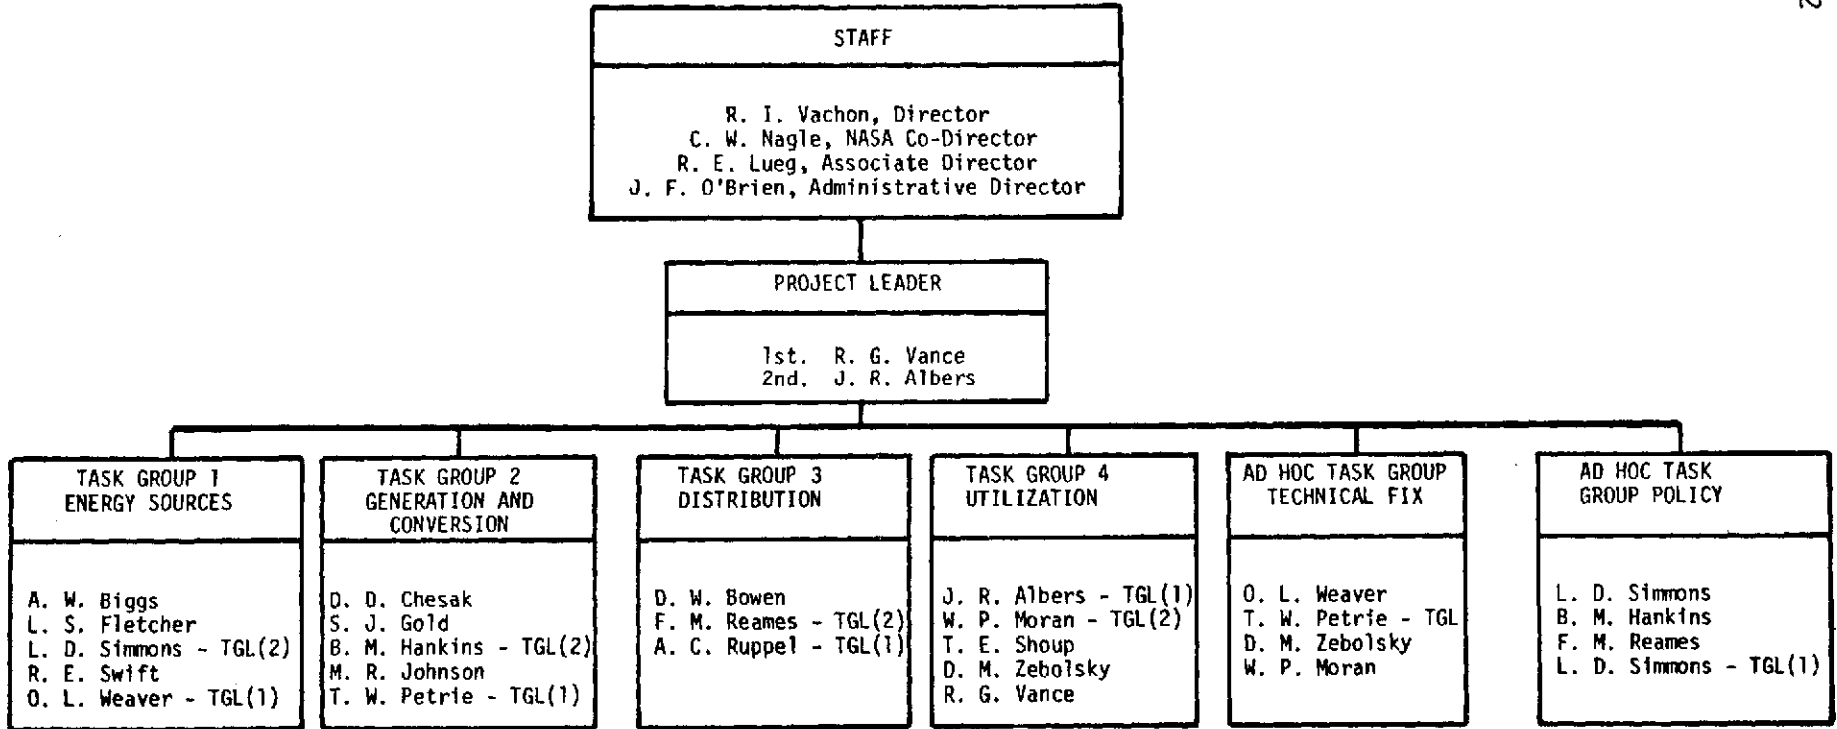 2
STAFF
R. I. Vachon, Director
C. W. Nagle, NASA Co-Director
R. E. Lueg, Associate Director
J. F. O'Brien, Administrative Director
PROJECT LEADER
1st. R. G. Vance
2nd. J. R. Albers
TASK GROUP 1
ENERGY SOURCES
A. W. Biggs
L. S. Fletcher
L. D. Simmons - TGL(2)
R. E. Swift
O. L. Weaver - TGL(1)
TASK GROUP 2
GENERATION AND
CONVERSION
D. D. Chesak
S. J. Gold
B. M. Hankins - TGL(2)
M. R. Johnson
T. W. Petrie - TGL(1)
TASK GROUP 3
DISTRIBUTION
D. W. Bowen
F. M. Reames - TGL(2)
A. C. Ruppel - TGL(1)
TASK GROUP 4
UTILIZATION
J. R. Albers - TGL(1)
W. P. Moran - TGL(2)
T. E. Shoup
D. M. Zebolsky
R. G. Vance
AD HOC TASK GROUP
TECHNICAL FIX
O. L. Weaver
T. W. Petrie - TGL
D. M. Zebolsky
W. P. Moran
AD HOC TASK
GROUP POLICY
L. D. Simmons
B. M. Hankins
F. M. Reames
L. D. Simmons - TGL(1)